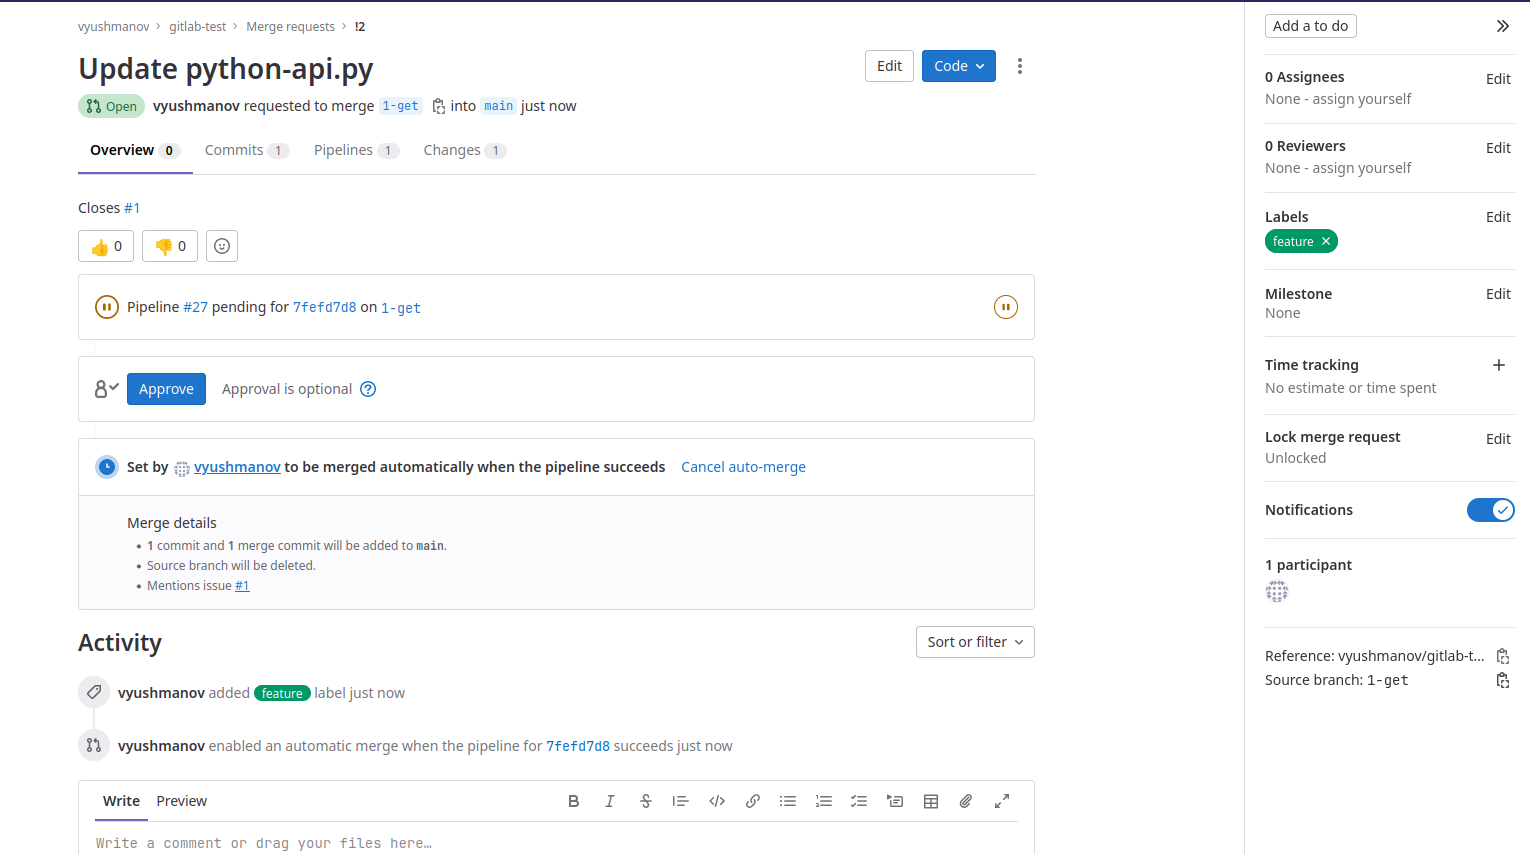 vyushmanov › gitlab-test › Merge requests › !2
Update python-api.py
Edit
Code
Open vyushmanov requested to merge 1-get into main just now
Overview 0 Commits 1 Pipelines 1 Changes 1
Closes #1
👍 0 👎 0
Pipeline #27 pending for 7fefd7d8 on 1-get
Approve Approval is optional
Set by vyushmanov to be merged automatically when the pipeline succeeds Cancel auto-merge
Merge details
• 1 commit and 1 merge commit will be added to main.
• Source branch will be deleted.
• Mentions issue #1
Activity
Sort or filter
vyushmanov added feature label just now
vyushmanov enabled an automatic merge when the pipeline for 7fefd7d8 succeeds just now
Write Preview
Write a comment or drag your files here…
Add a to do
0 Assignees Edit
None - assign yourself
0 Reviewers Edit
None - assign yourself
Labels Edit
feature ×
Milestone Edit
None
Time tracking +
No estimate or time spent
Lock merge request Edit
Unlocked
Notifications
1 participant
Reference: vyushmanov/gitlab-t...
Source branch: 1-get